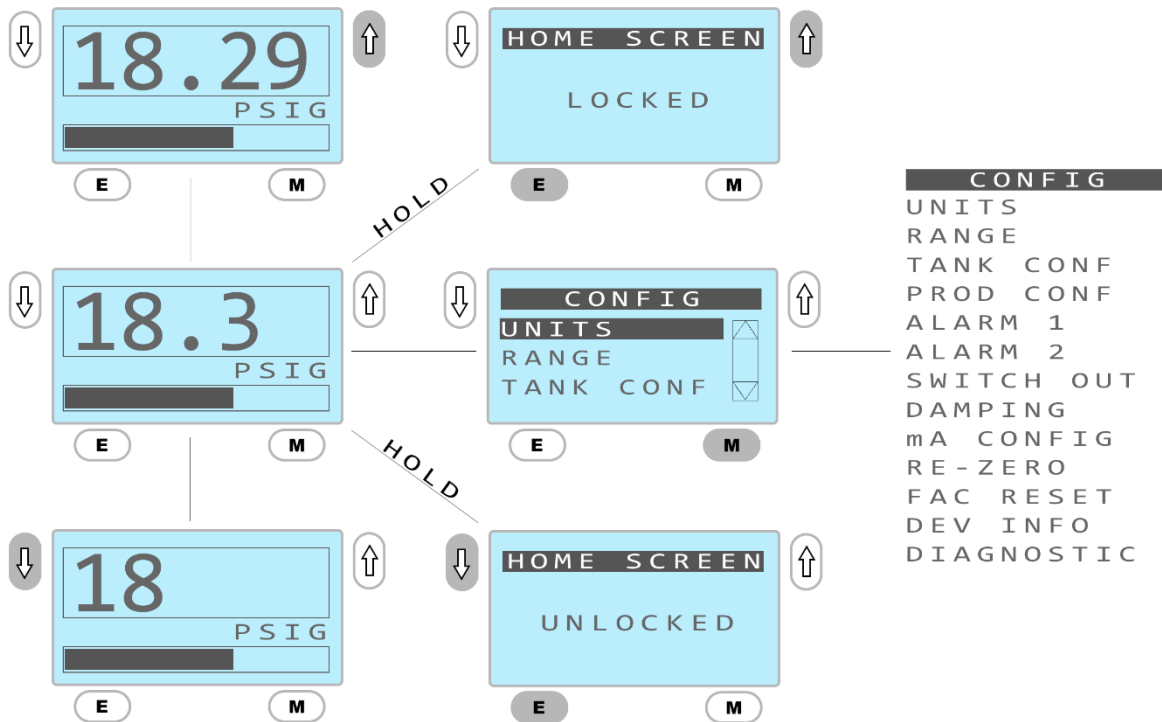 18.29
PSIG
E
M
HOME SCREEN
LOCKED
E
M
HOLD
18.3
PSIG
E
M
CONFIG
UNITS
RANGE
TANK CONF
E
M
HOLD
18
PSIG
E
M
HOME SCREEN
UNLOCKED
E
M
CONFIG
UNITS
RANGE
TANK CONF
PROD CONF
ALARM 1
ALARM 2
SWITCH OUT
DAMPING
mA CONFIG
RE-ZERO
FAC RESET
DEV INFO
DIAGNOSTIC